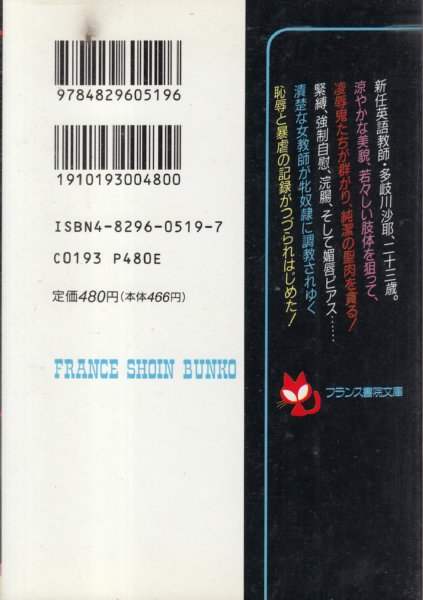 新任英語教師・多岐川沙耶、二十三歳。
涼やかな美貌、若々しい肢体を狙って、
凌辱鬼たちが群がり、純潔の聖肉を貪る！
緊縛、強制自慰、浣腸、そして媚唇ピアス……
清楚な女教師が牝奴隷に調教されゆく
恥辱と暴虐の記録がつづられはじめた！
フランス書院文庫
9784829605196
1910193004800
ISBN4-8296-0519-7
C0193 P480E
定価480円（本体466円）
FRANCE SHOIN BUNKO